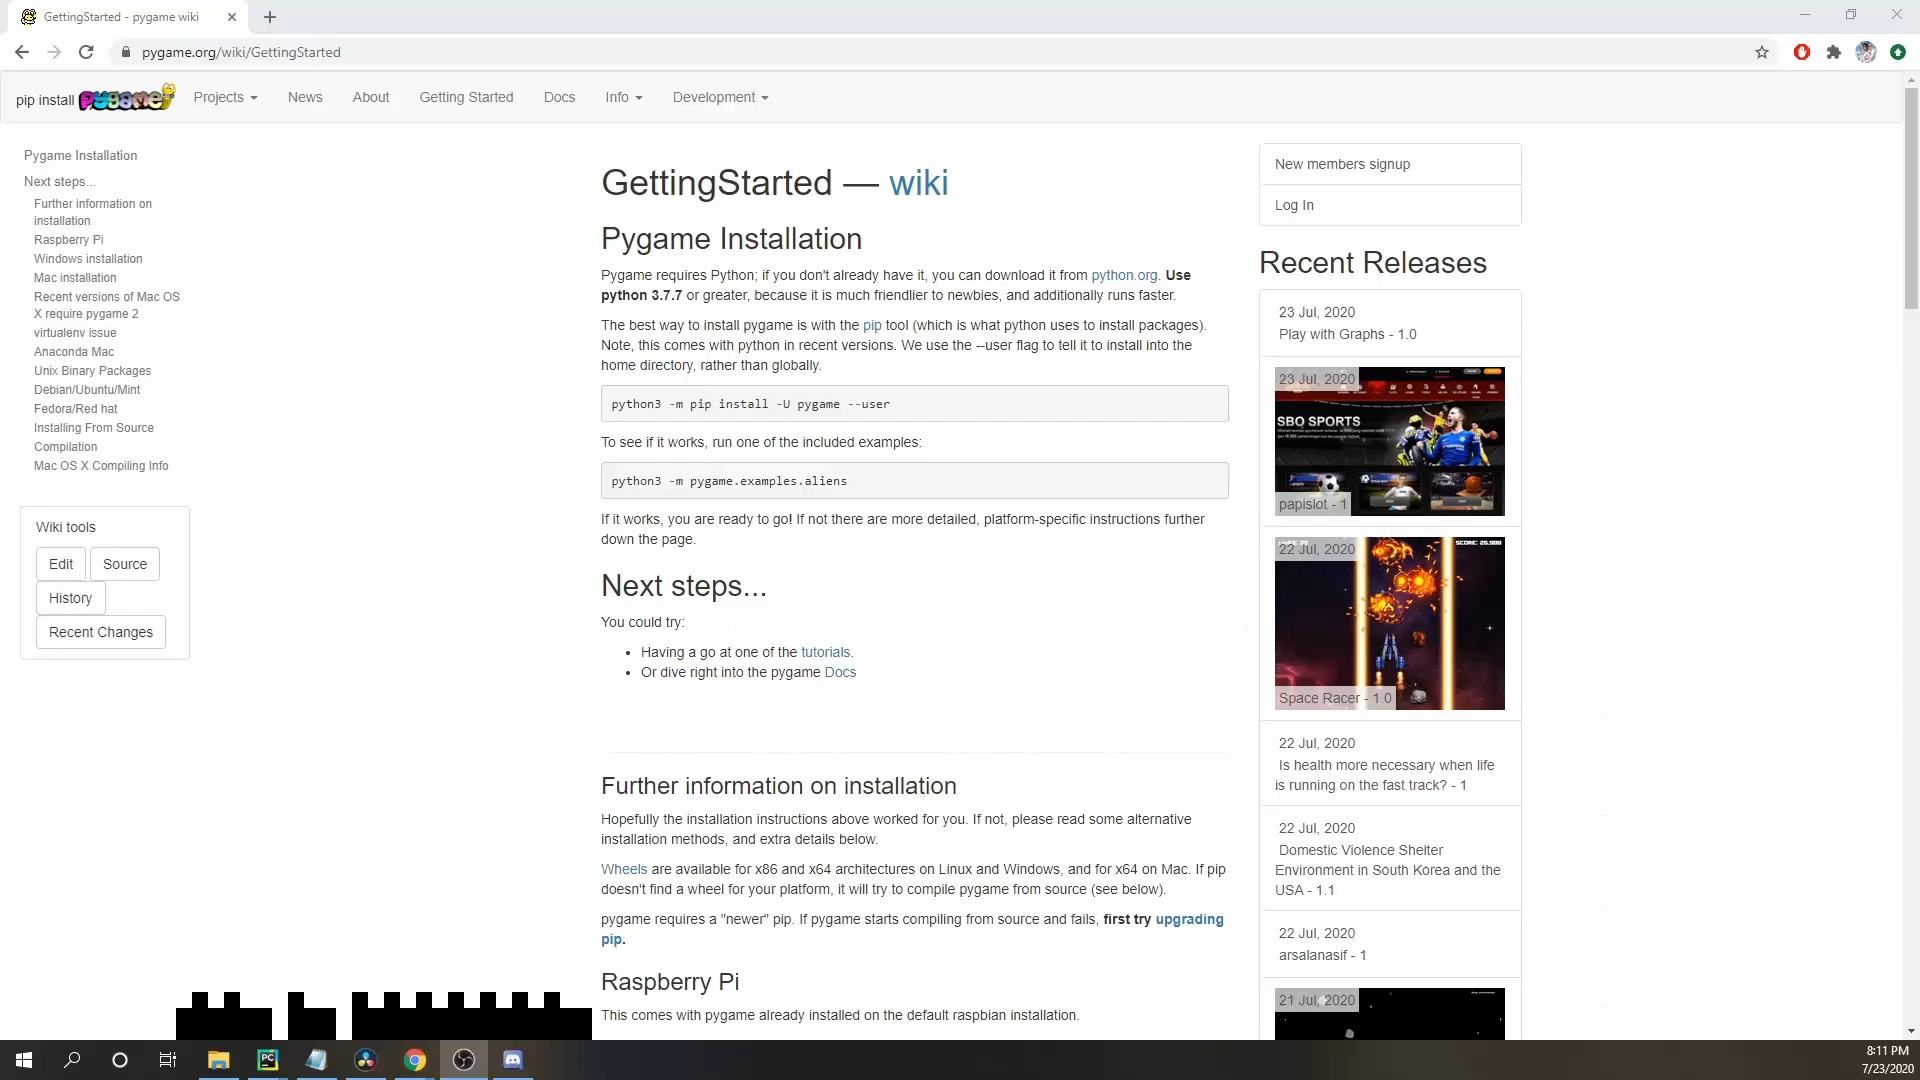 GettingStarted - pygame wiki
pygame.org/wiki/GettingStarted
pip install pygame
Projects
News
About
Getting Started
Docs
Info
Development
Pygame Installation
Next steps...
Further information on
installation
Raspberry Pi
Windows installation
Mac installation
Recent versions of Mac OS
X require pygame 2
virtualenv issue
Anaconda Mac
Unix Binary Packages
Debian/Ubuntu/Mint
Fedora/Red hat
Installing From Source
Compilation
Mac OS X Compiling Info
Wiki tools
Edit
Source
History
Recent Changes
GettingStarted — wiki
Pygame Installation
Pygame requires Python; if you don't already have it, you can download it from python.org. Use
python 3.7.7 or greater, because it is much friendlier to newbies, and additionally runs faster.
The best way to install pygame is with the pip tool (which is what python uses to install packages).
Note, this comes with python in recent versions. We use the --user flag to tell it to install into the
home directory, rather than globally.
python3 -m pip install -U pygame --user
To see if it works, run one of the included examples:
python3 -m pygame.examples.aliens
If it works, you are ready to go! If not there are more detailed, platform-specific instructions further
down the page.
Next steps...
You could try:
• Having a go at one of the tutorials.
• Or dive right into the pygame Docs
Further information on installation
Hopefully the installation instructions above worked for you. If not, please read some alternative
installation methods, and extra details below.
Wheels are available for x86 and x64 architectures on Linux and Windows, and for x64 on Mac. If pip
doesn't find a wheel for your platform, it will try to compile pygame from source (see below).
pygame requires a "newer" pip. If pygame starts compiling from source and fails, first try upgrading
pip.
Raspberry Pi
This comes with pygame already installed on the default raspbian installation.
New members signup
Log In
Recent Releases
23 Jul, 2020
Play with Graphs - 1.0
23 Jul, 2020
SBO SPORTS
papislot - 1
22 Jul, 2020
SCORE: 26,900
Space Racer - 1.0
22 Jul, 2020
Is health more necessary when life
is running on the fast track? - 1
22 Jul, 2020
Domestic Violence Shelter
Environment in South Korea and the
USA - 1.1
22 Jul, 2020
arsalanasif - 1
21 Jul, 2020
PC
8:11 PM
7/23/2020